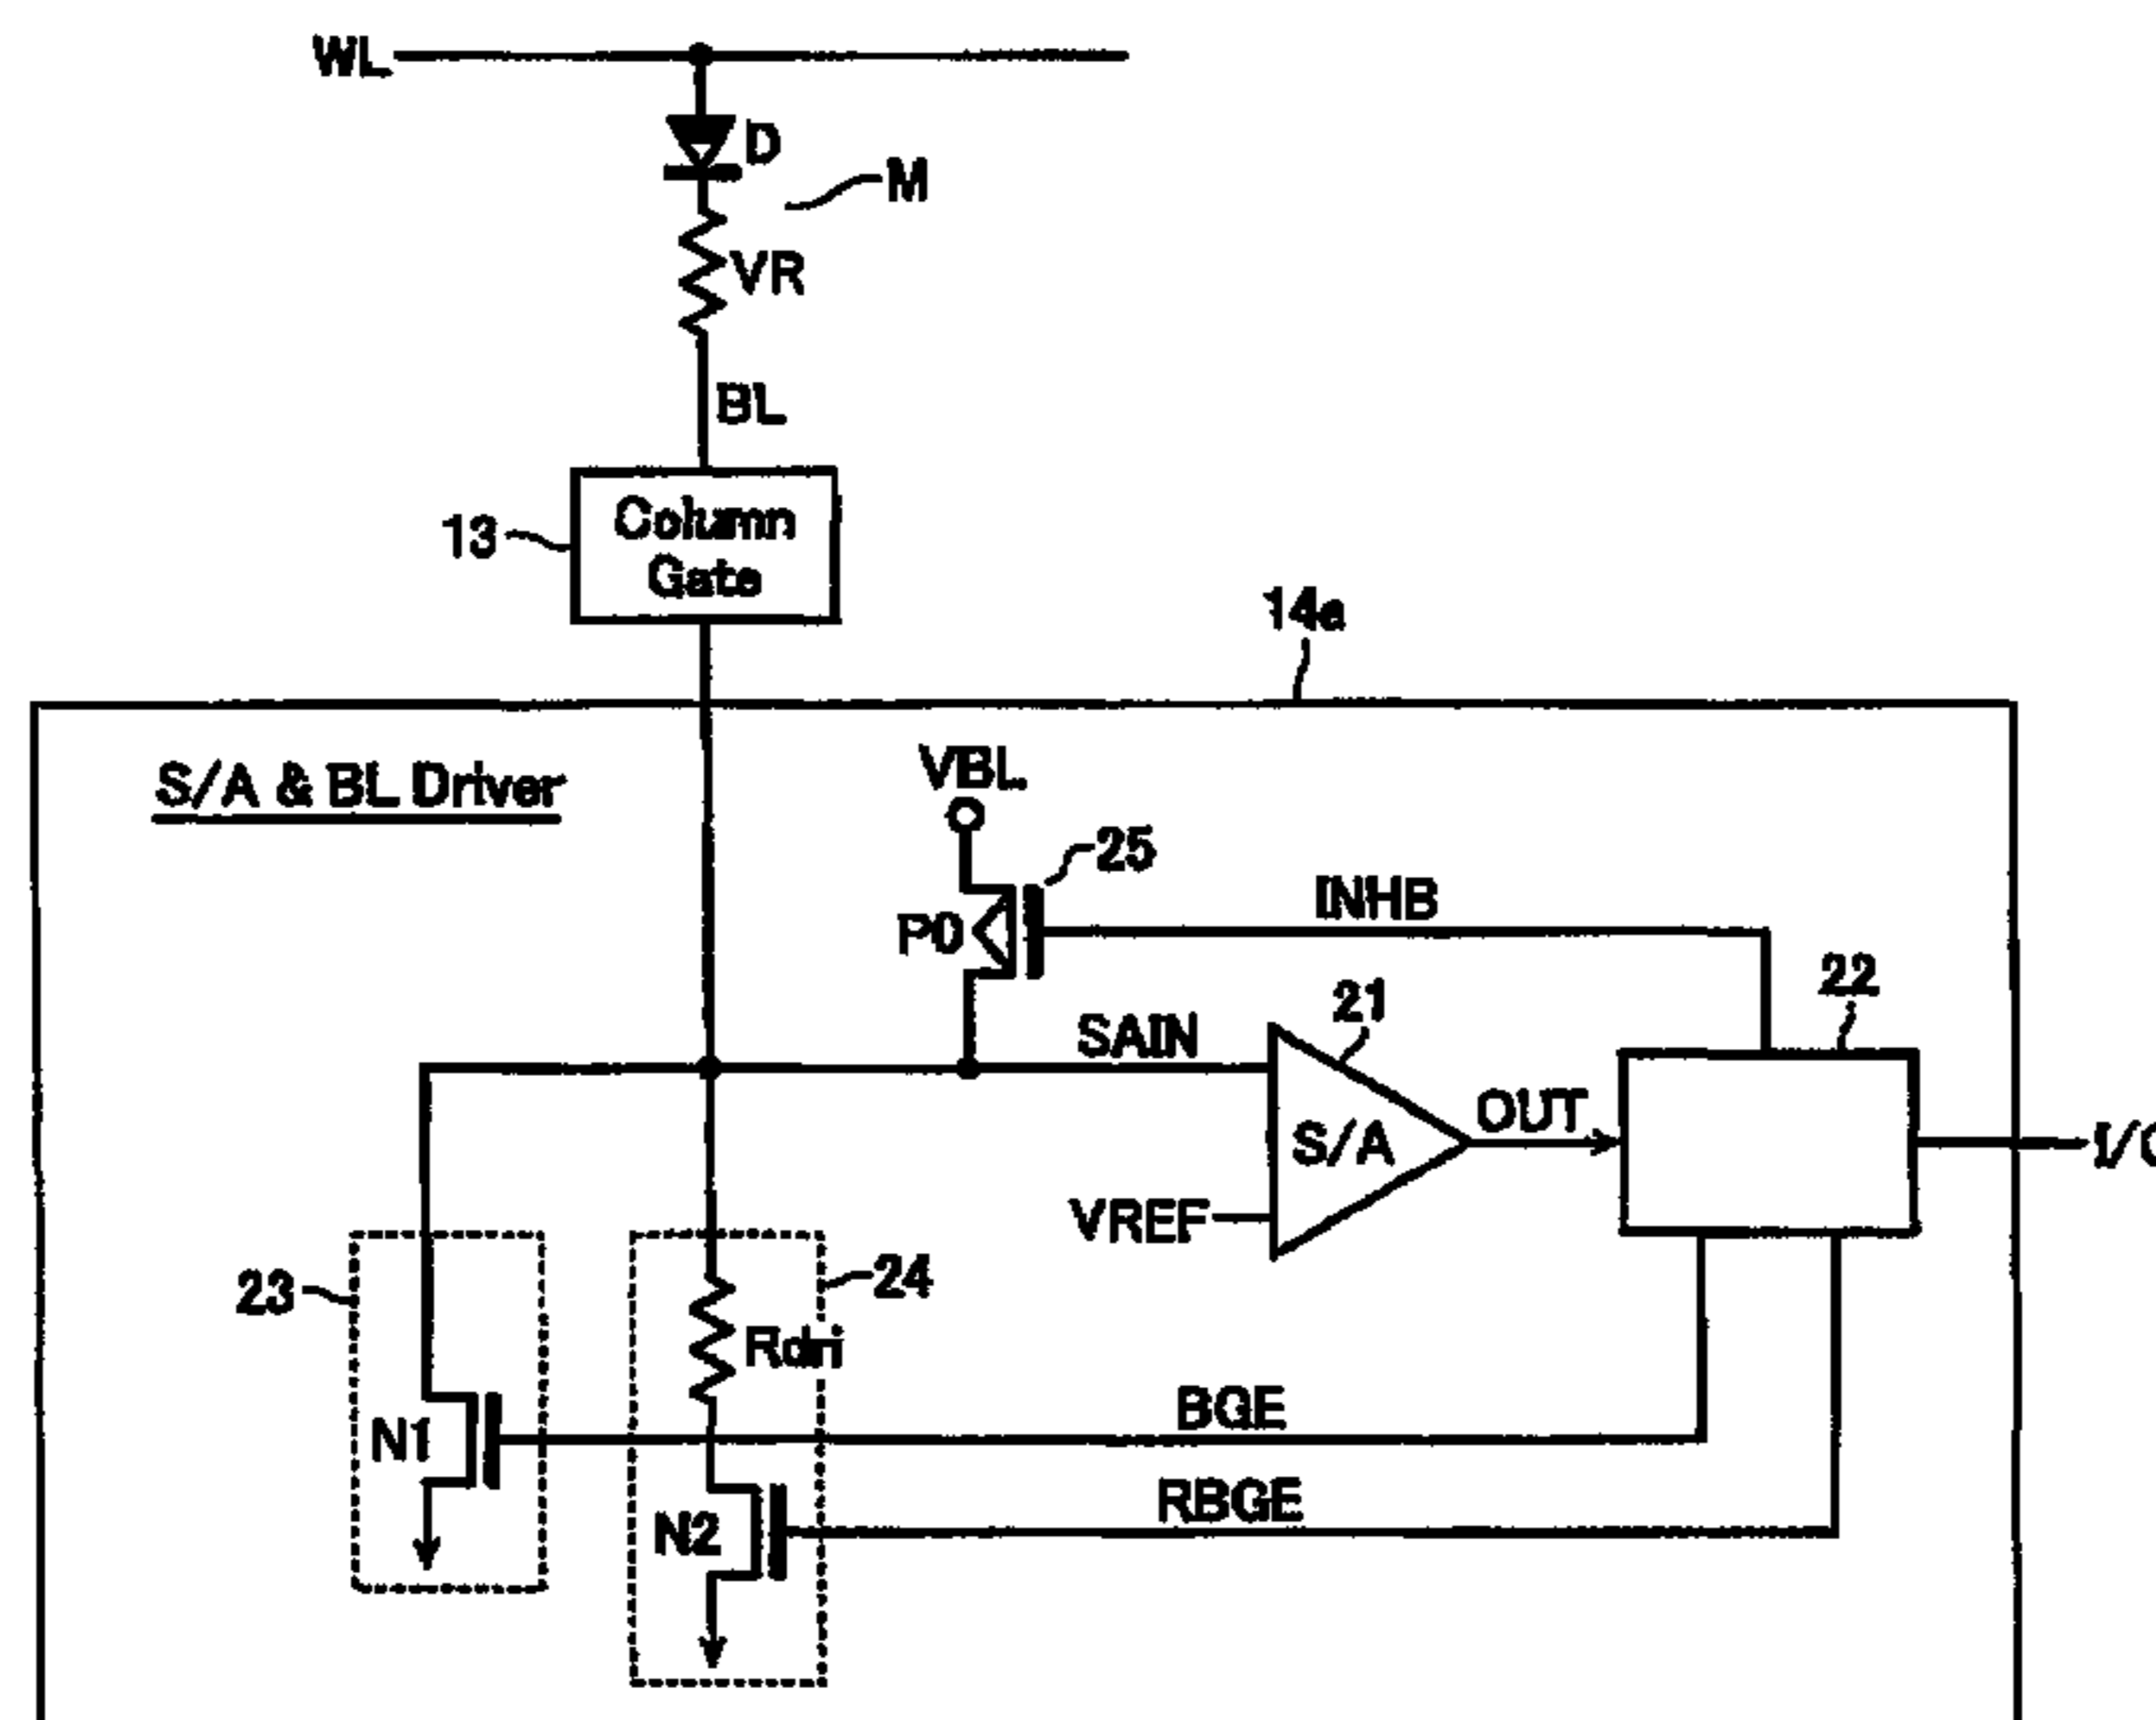 WL
D
M
VR
BL
13
Column
Gate
14a
S/A & BL Driver
VBL
25
P0
INHB
22
21
SAIN
OUT
S/A
VREF
23
24
Rdri
N1
BGE
N2
RBGE